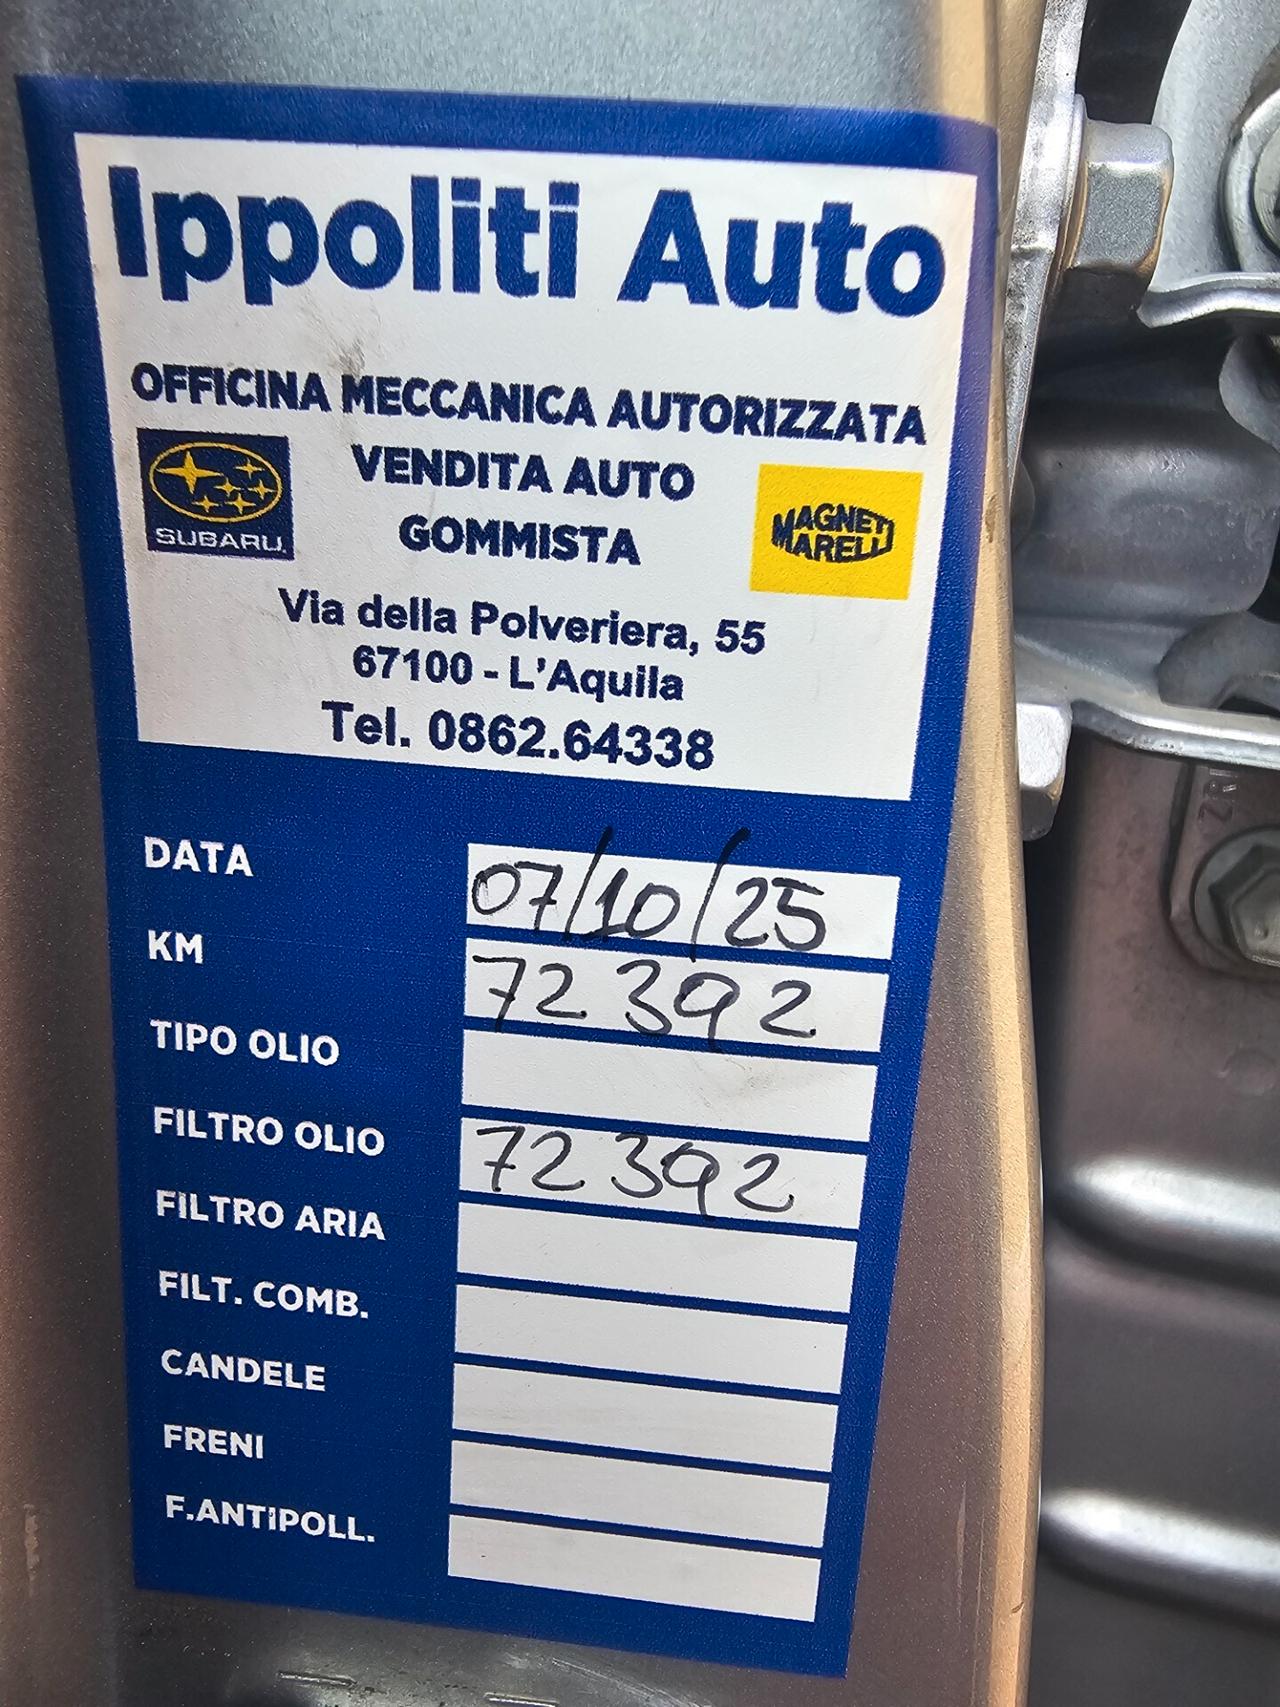 Ippoliti Auto
OFFICINA MECCANICA AUTORIZZATA
VENDITA AUTO
GOMMISTA
SUBARU
MAGNETI
MARELLI
Via della Polveriera, 55
67100 - L'Aquila
Tel. 0862.64338
DATA 07/10/25
KM 72392
TIPO OLIO
FILTRO OLIO 72392
FILTRO ARIA
FILT. COMB.
CANDELE
FRENI
F.ANTIPOLL.